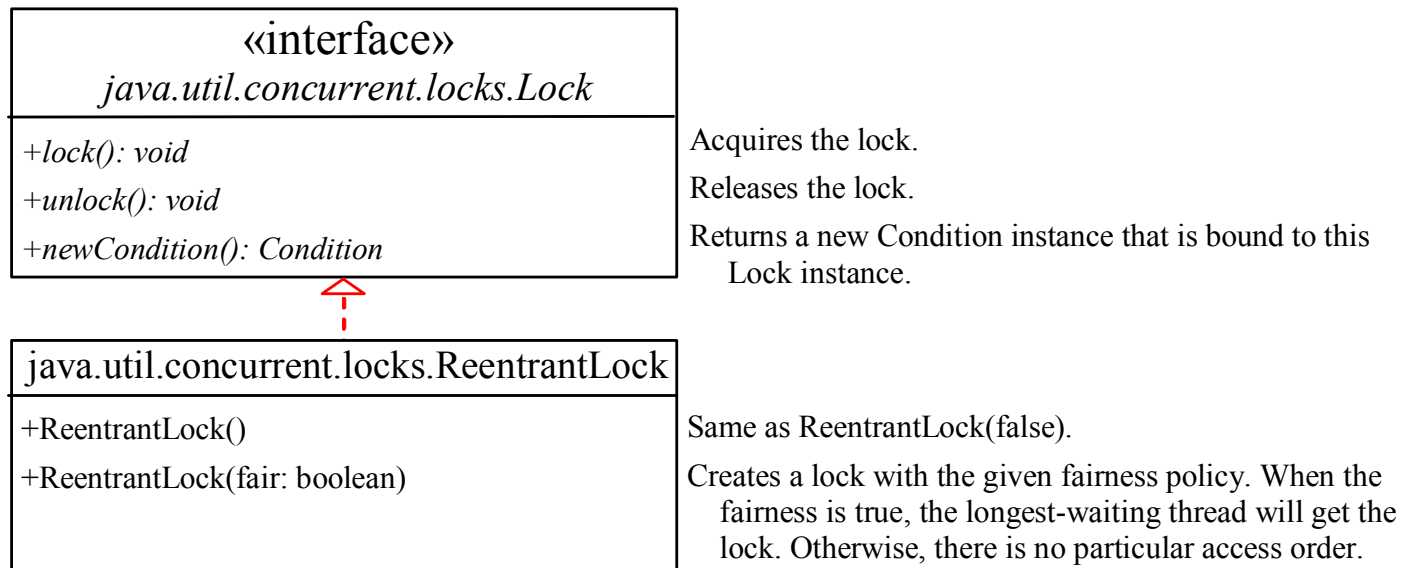 «interface»
java.util.concurrent.locks.Lock
+lock(): void
Acquires the lock.
+unlock(): void
Releases the lock.
+newCondition(): Condition
Returns a new Condition instance that is bound to this
Lock instance.
java.util.concurrent.locks.ReentrantLock
+ReentrantLock()
Same as ReentrantLock(false).
+ReentrantLock(fair: boolean)
Creates a lock with the given fairness policy. When the
fairness is true, the longest-waiting thread will get the
lock. Otherwise, there is no particular access order.